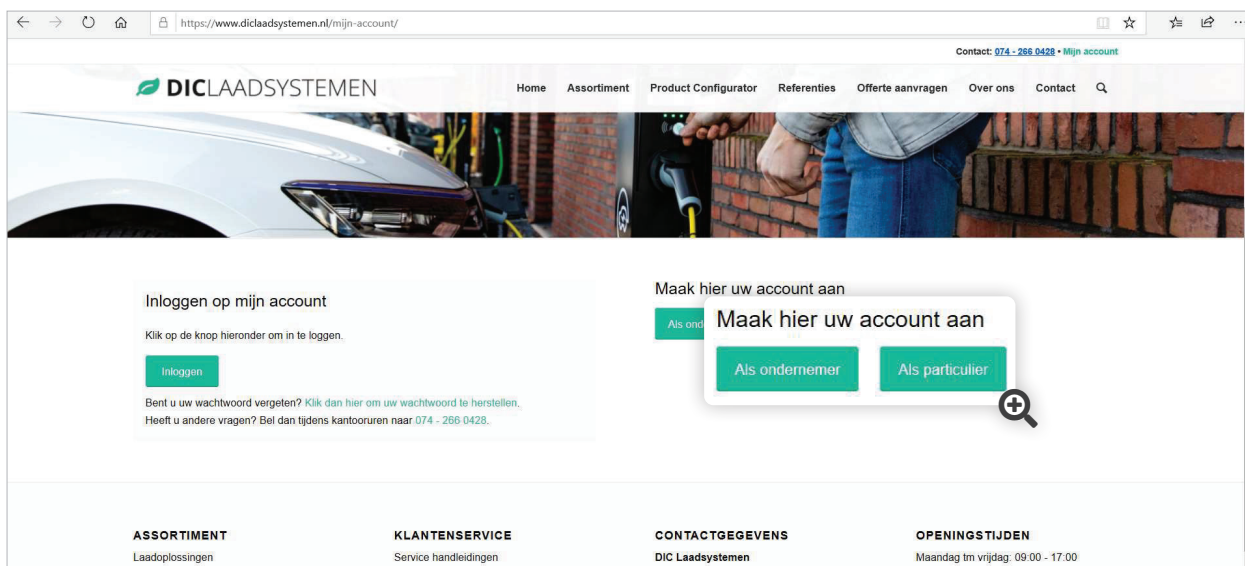 https://www.diclaadsystemen.nl/mijn-account/
Contact: 074 - 266 0428 • Mijn account
DICLAADSYSTEMEN
Home Assortiment Product Configurator Referenties Offerte aanvragen Over ons Contact
Inloggen op mijn account
Klik op de knop hieronder om in te loggen.
Inloggen
Bent u uw wachtwoord vergeten? Klik dan hier om uw wachtwoord te herstellen.
Heeft u andere vragen? Bel dan tijdens kantooruren naar 074 - 266 0428.
Maak hier uw account aan
Als ond
Maak hier uw account aan
Als ondernemer Als particulier
ASSORTIMENT KLANTENSERVICE CONTACTGEGEVENS OPENINGSTIJDEN
Laadoplossingen Service handleidingen DIC Laadsystemen Maandag tm vrijdag: 09:00 - 17:00